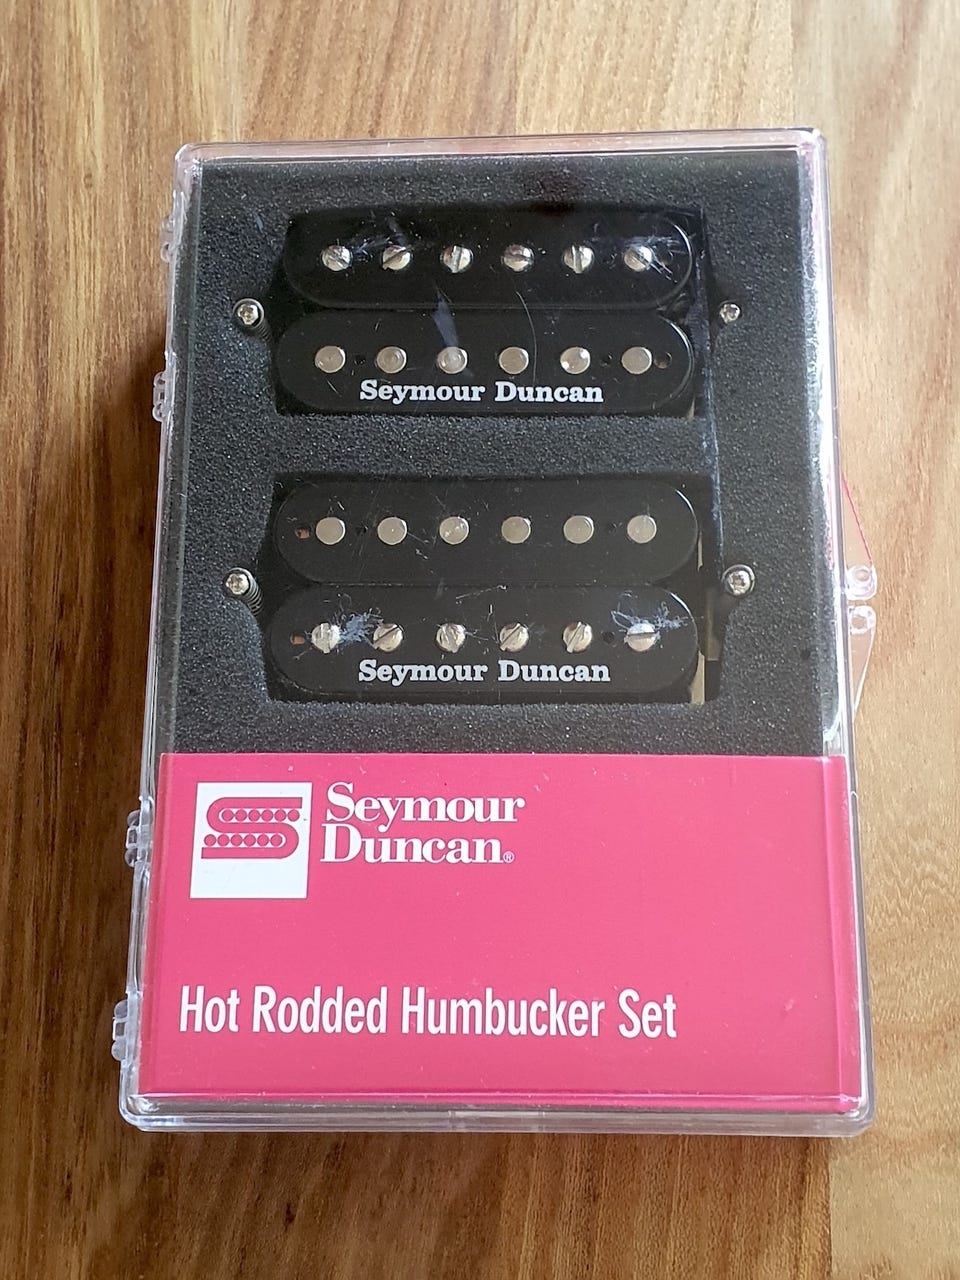 Seymour Duncan
Seymour Duncan
Seymour
Duncan®
Hot Rodded Humbucker Set